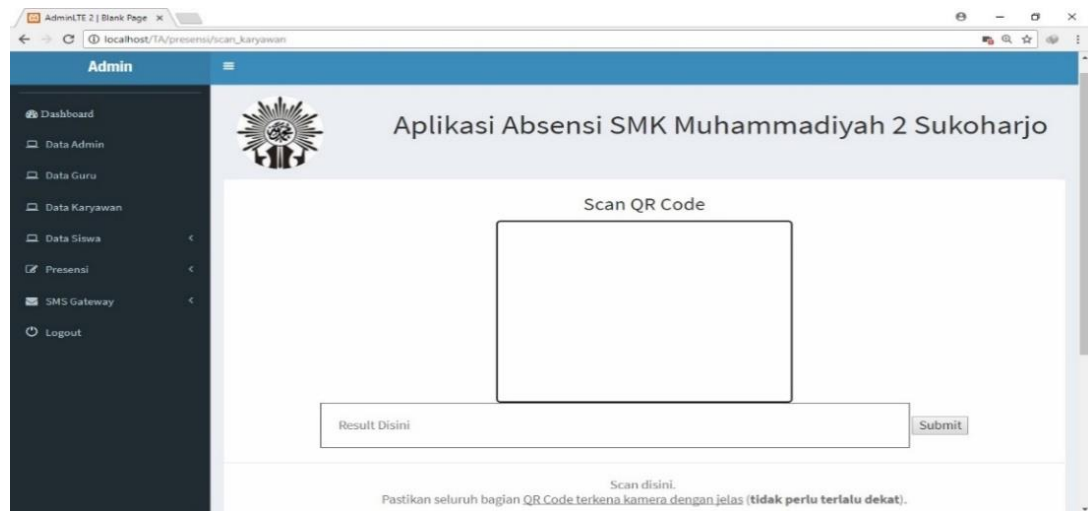 AdminLTE 2 | Blank Page
localhost/TA/presensi/scan_karyawan
Admin
Dashboard
Data Admin
Data Guru
Data Karyawan
Data Siswa
Presensi
SMS Gateway
Logout
Aplikasi Absensi SMK Muhammadiyah 2 Sukoharjo
Scan QR Code
Result Disini
Submit
Scan disini.
Pastikan seluruh bagian QR Code terkena kamera dengan jelas (tidak perlu terlalu dekat).